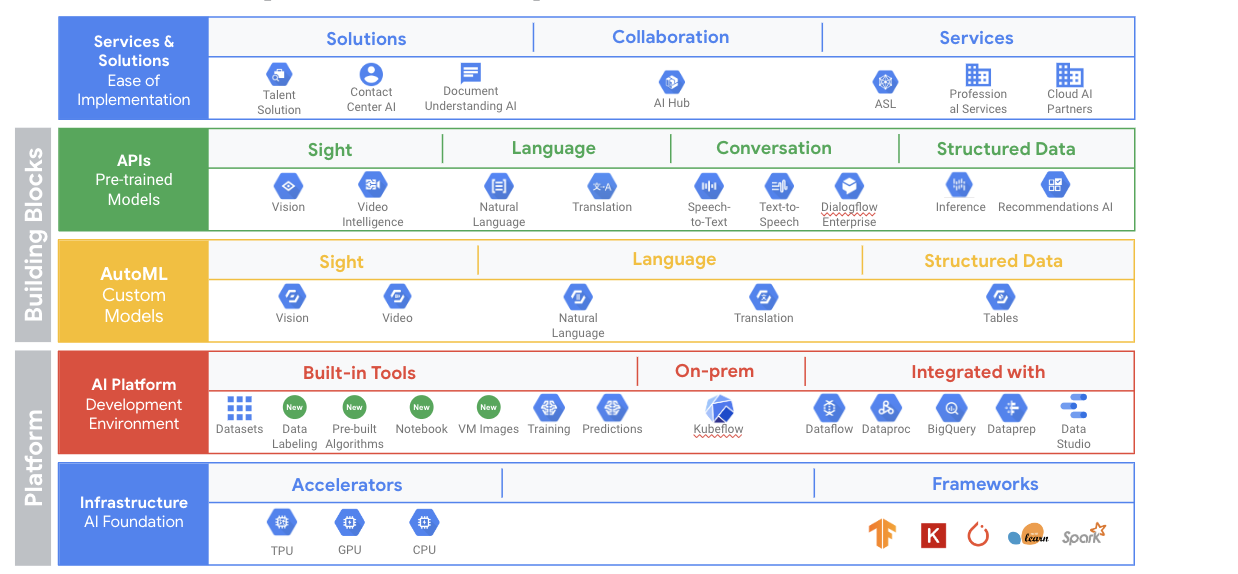 Services &
Solutions
Ease of
Implementation
Solutions
Collaboration
Services
Talent
Solution
Contact
Center AI
Document
Understanding AI
AI Hub
ASL
Profession
al Services
Cloud AI
Partners
Building Blocks
APIs
Pre-trained
Models
Sight
Language
Conversation
Structured Data
Vision
Video
Intelligence
Natural
Language
Translation
Speech-
to-Text
Text-to-
Speech
Dialogflow
Enterprise
Inference
Recommendations AI
AutoML
Custom
Models
Sight
Language
Structured Data
Vision
Video
Natural
Language
Translation
Tables
Platform
AI Platform
Development
Environment
Built-in Tools
On-prem
Integrated with
Datasets
New
Data
Labeling
New
Pre-built
Algorithms
New
Notebook
New
VM Images
Training
Predictions
Kubeflow
Dataflow
Dataproc
BigQuery
Dataprep
Data
Studio
Infrastructure
AI Foundation
Accelerators
Frameworks
TPU
GPU
CPU
K
learn
Spark